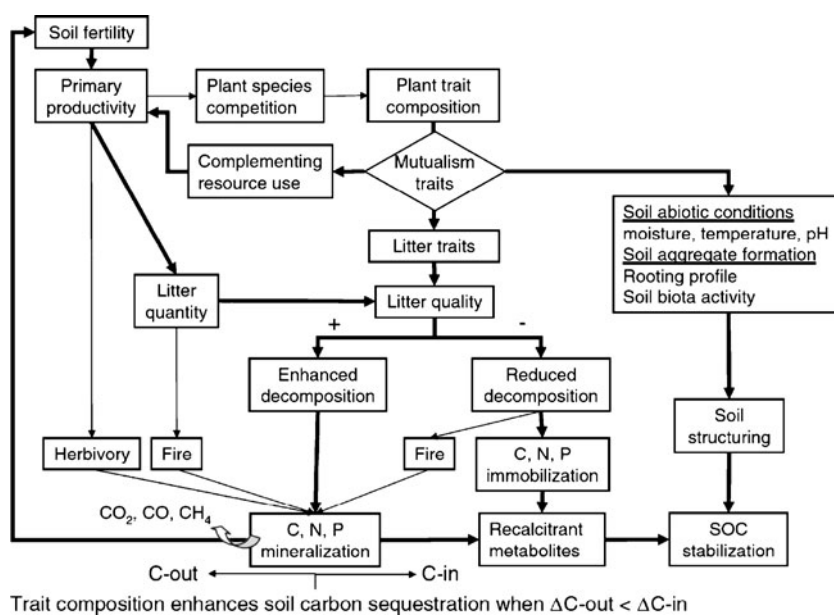 Soil fertility
Primary
productivity
Plant species
competition
Plant trait
composition
Complementing
resource use
Mutualism
traits
Soil abiotic conditions
moisture, temperature, pH
Soil aggregate formation
Rooting profile
Soil biota activity
Litter traits
Litter
quantity
Litter quality
+
-
Enhanced
decomposition
Reduced
decomposition
Soil
structuring
Herbivory
Fire
Fire
C, N, P
immobilization
CO₂, CO, CH₄
C, N, P
mineralization
Recalcitrant
metabolites
SOC
stabilization
C-out
C-in
Trait composition enhances soil carbon sequestration when ΔC-out < ΔC-in